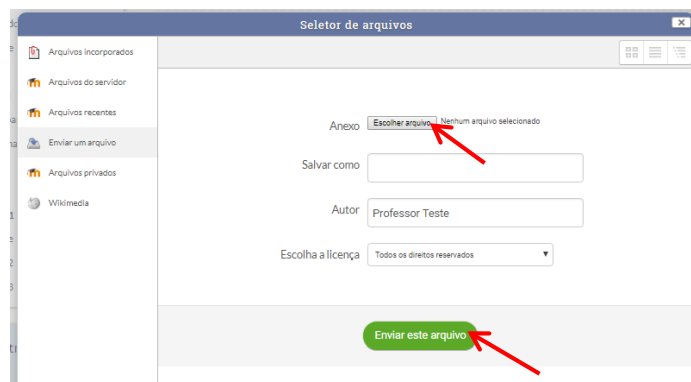 Seletor de arquivos
Arquivos incorporados
Arquivos do servidor
Arquivos recentes
Enviar um arquivo
Arquivos privados
Wikimedia
Anexo Escolher arquivo Nenhum arquivo selecionado
Salvar como
Autor Professor Teste
Escolha a licença Todos os direitos reservados
Enviar este arquivo